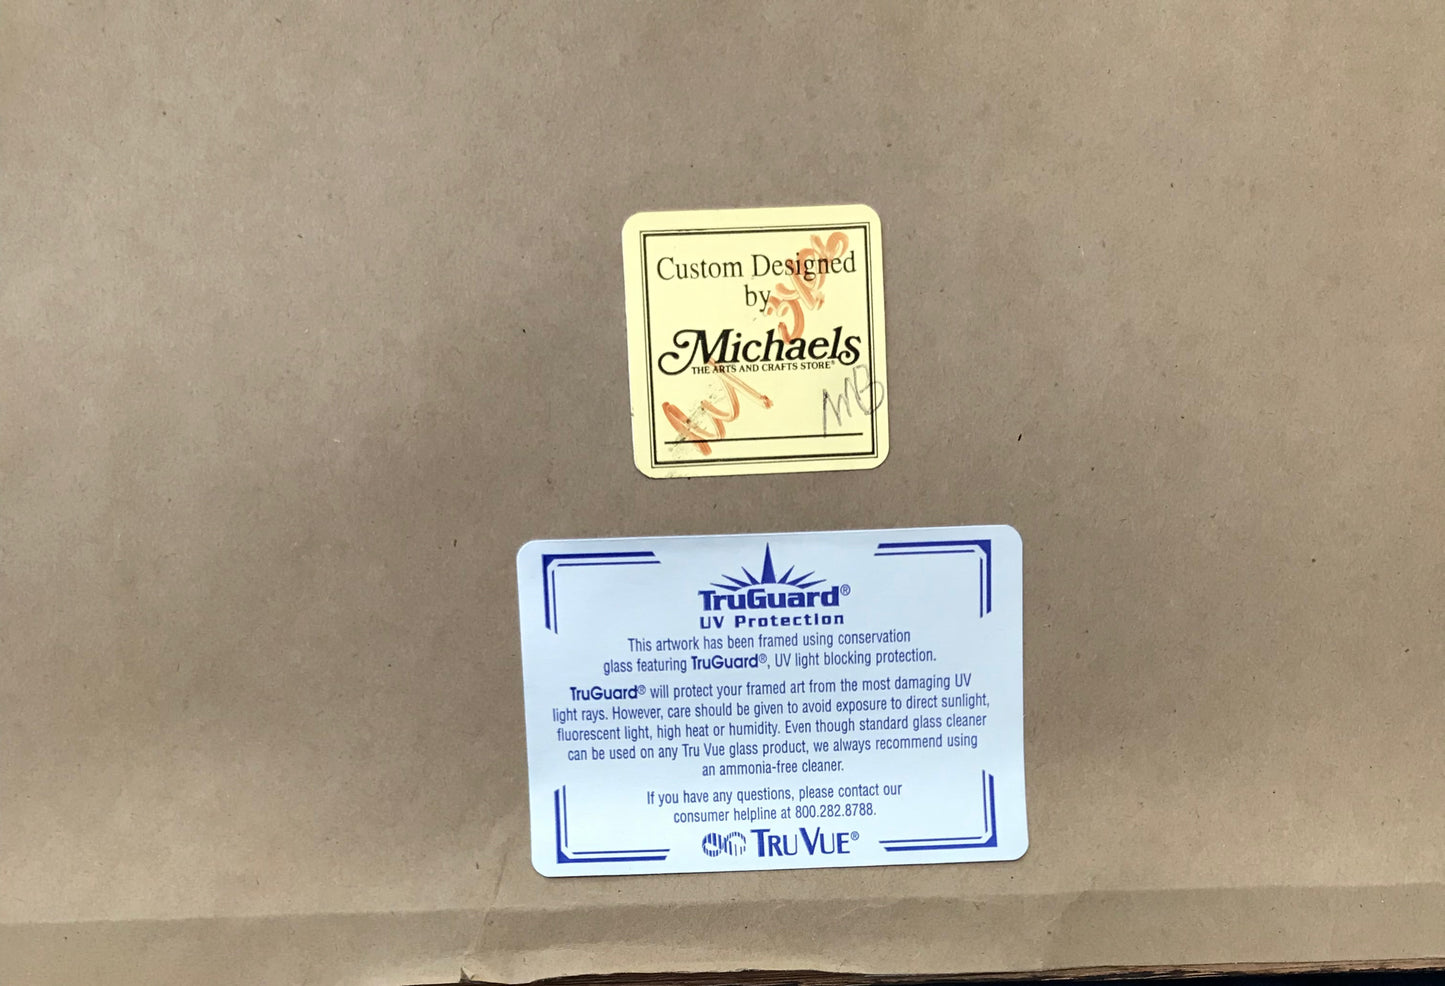 Custom Designed
by
Michaels
THE ARTS AND CRAFTS STORE®
MB
TruGuard®
UV Protection
This artwork has been framed using conservation
glass featuring TruGuard®, UV light blocking protection.
TruGuard® will protect your framed art from the most damaging UV
light rays. However, care should be given to avoid exposure to direct sunlight,
fluorescent light, high heat or humidity. Even though standard glass cleaner
can be used on any Tru Vue glass product, we always recommend using
an ammonia-free cleaner.
If you have any questions, please contact our
consumer helpline at 800.282.8788.
TRU VUE®